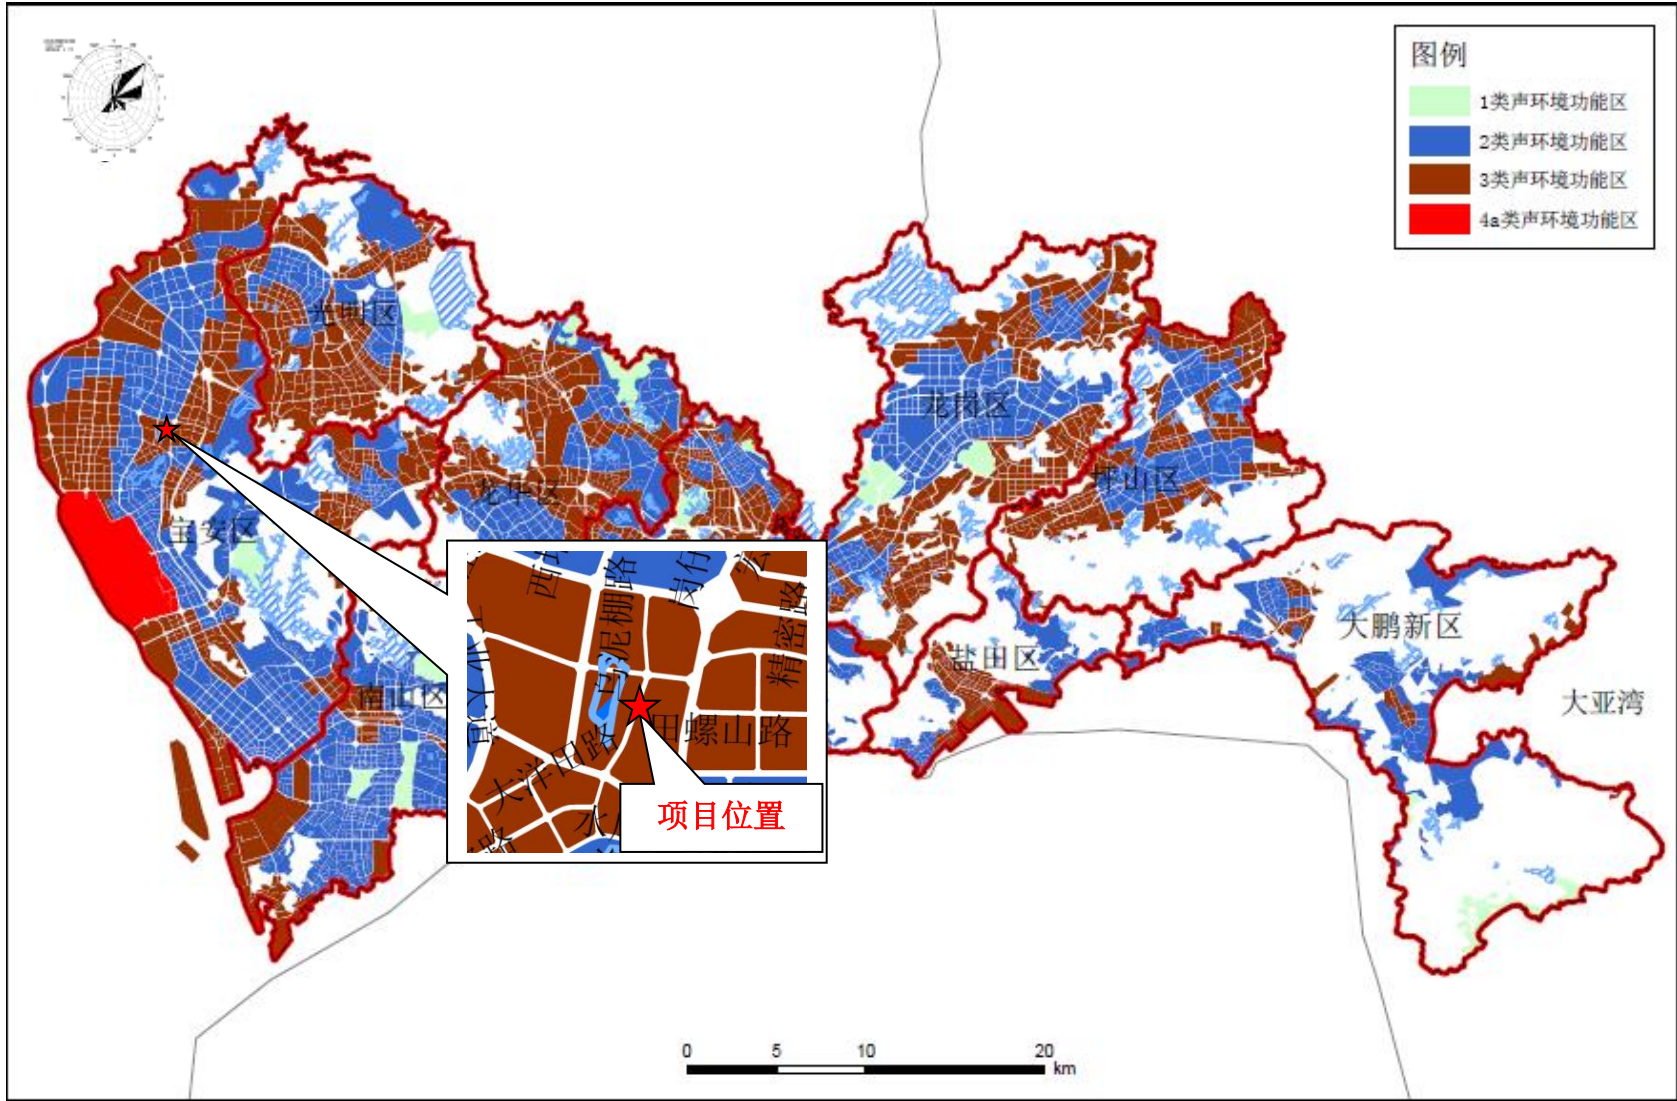 图例
1类声环境功能区
2类声环境功能区
3类声环境功能区
4a类声环境功能区
光明区
龙岗区
坪山区
龙华区
宝安区
大鹏新区
盐田区
南山区
大亚湾
泥棚路
岗仔
精密路
田螺山路
大洋田路
路
项目位置
0 5 10 20
km